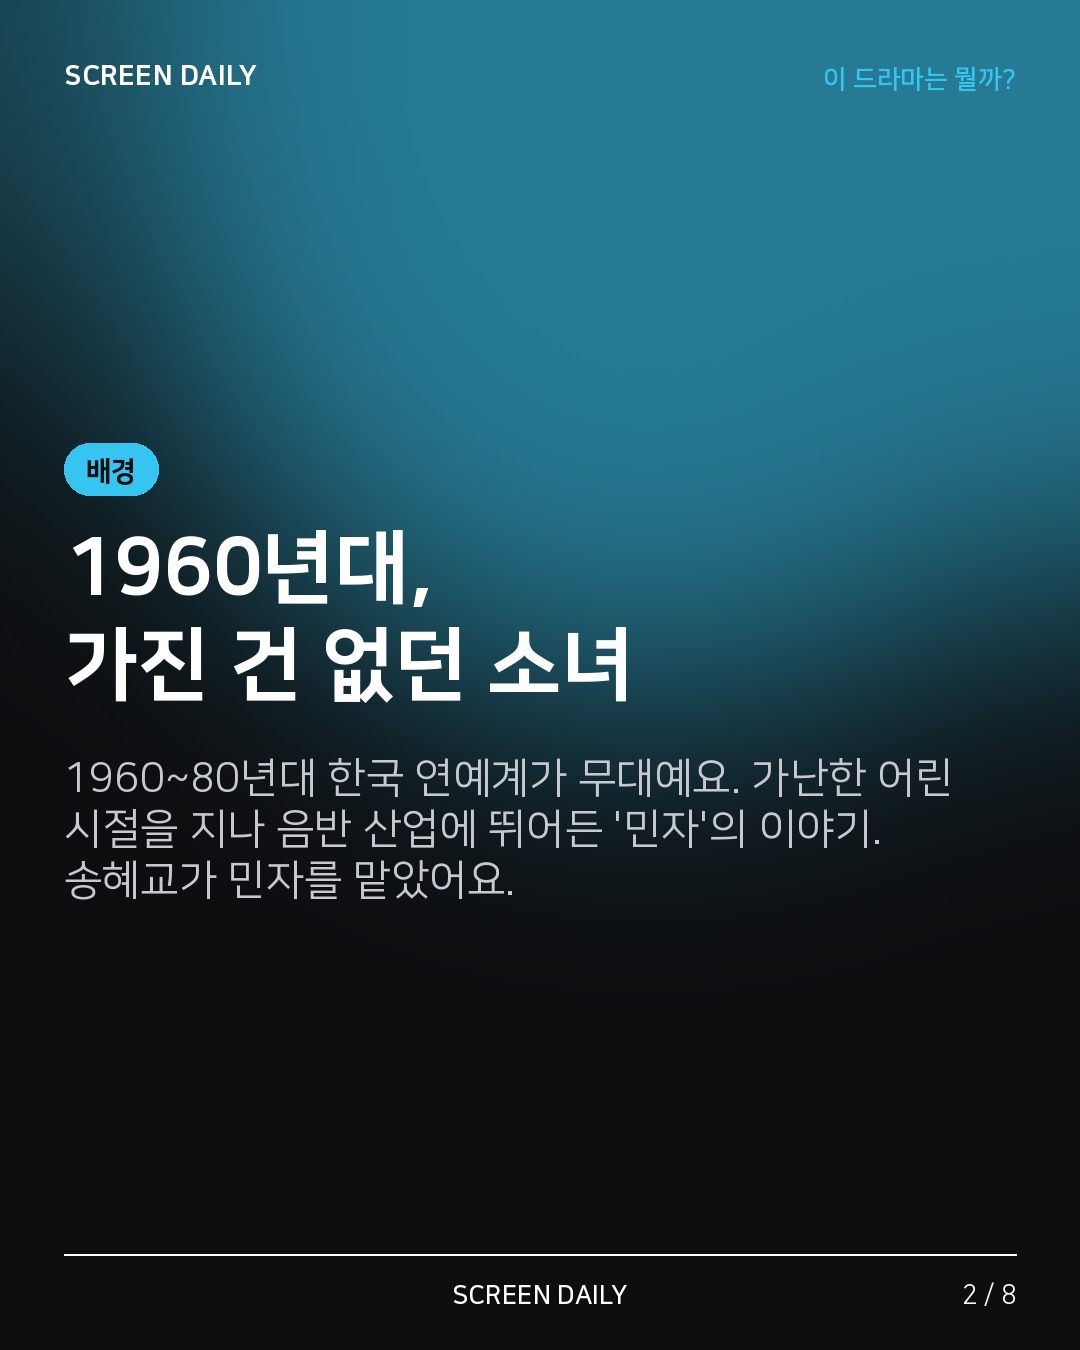 SCREEN DAILY
이 드라마는 뭘까?
배경
1960년대,
가진 건 없던 소녀
1960~80년대 한국 연예계가 무대예요. 가난한 어린
시절을 지나 음반 산업에 뛰어든 '민자'의 이야기.
송혜교가 민자를 맡았어요.
SCREEN DAILY
2 / 8